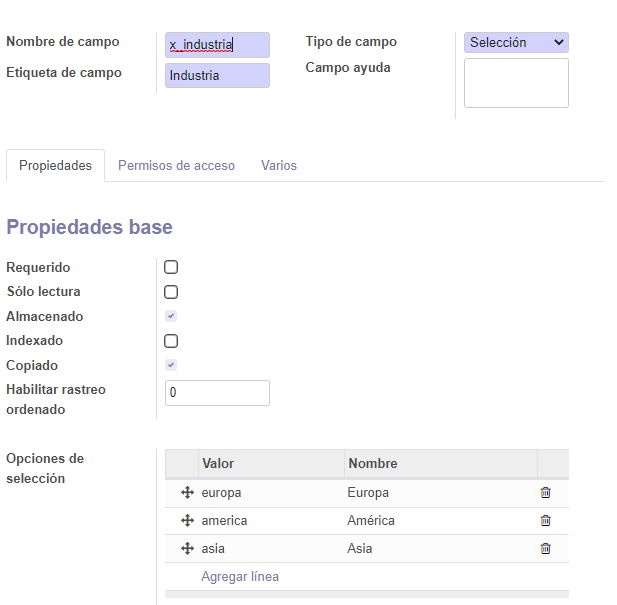 Nombre de campo x_industria Tipo de campo Selección
Etiqueta de campo Industria Campo ayuda
Propiedades Permisos de acceso Varios
Propiedades base
Requerido
Sólo lectura
Almacenado
Indexado
Copiado
Habilitar rastreo 0
ordenado
Opciones de Valor Nombre
selección
europa Europa
america América
asia Asia
Agregar línea